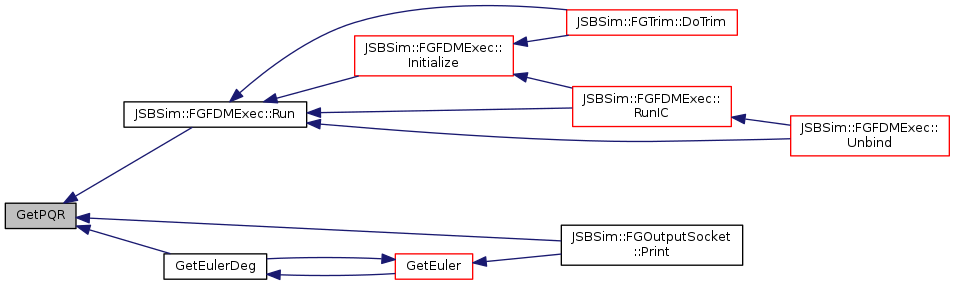 JSBSim::FGTrim::DoTrim
JSBSim::FGFDMExec::
Initialize
JSBSim::FGFDMExec::
RunIC
JSBSim::FGFDMExec::Run
JSBSim::FGFDMExec::
Unbind
GetPQR
JSBSim::FGOutputSocket
::Print
GetEulerDeg
GetEuler